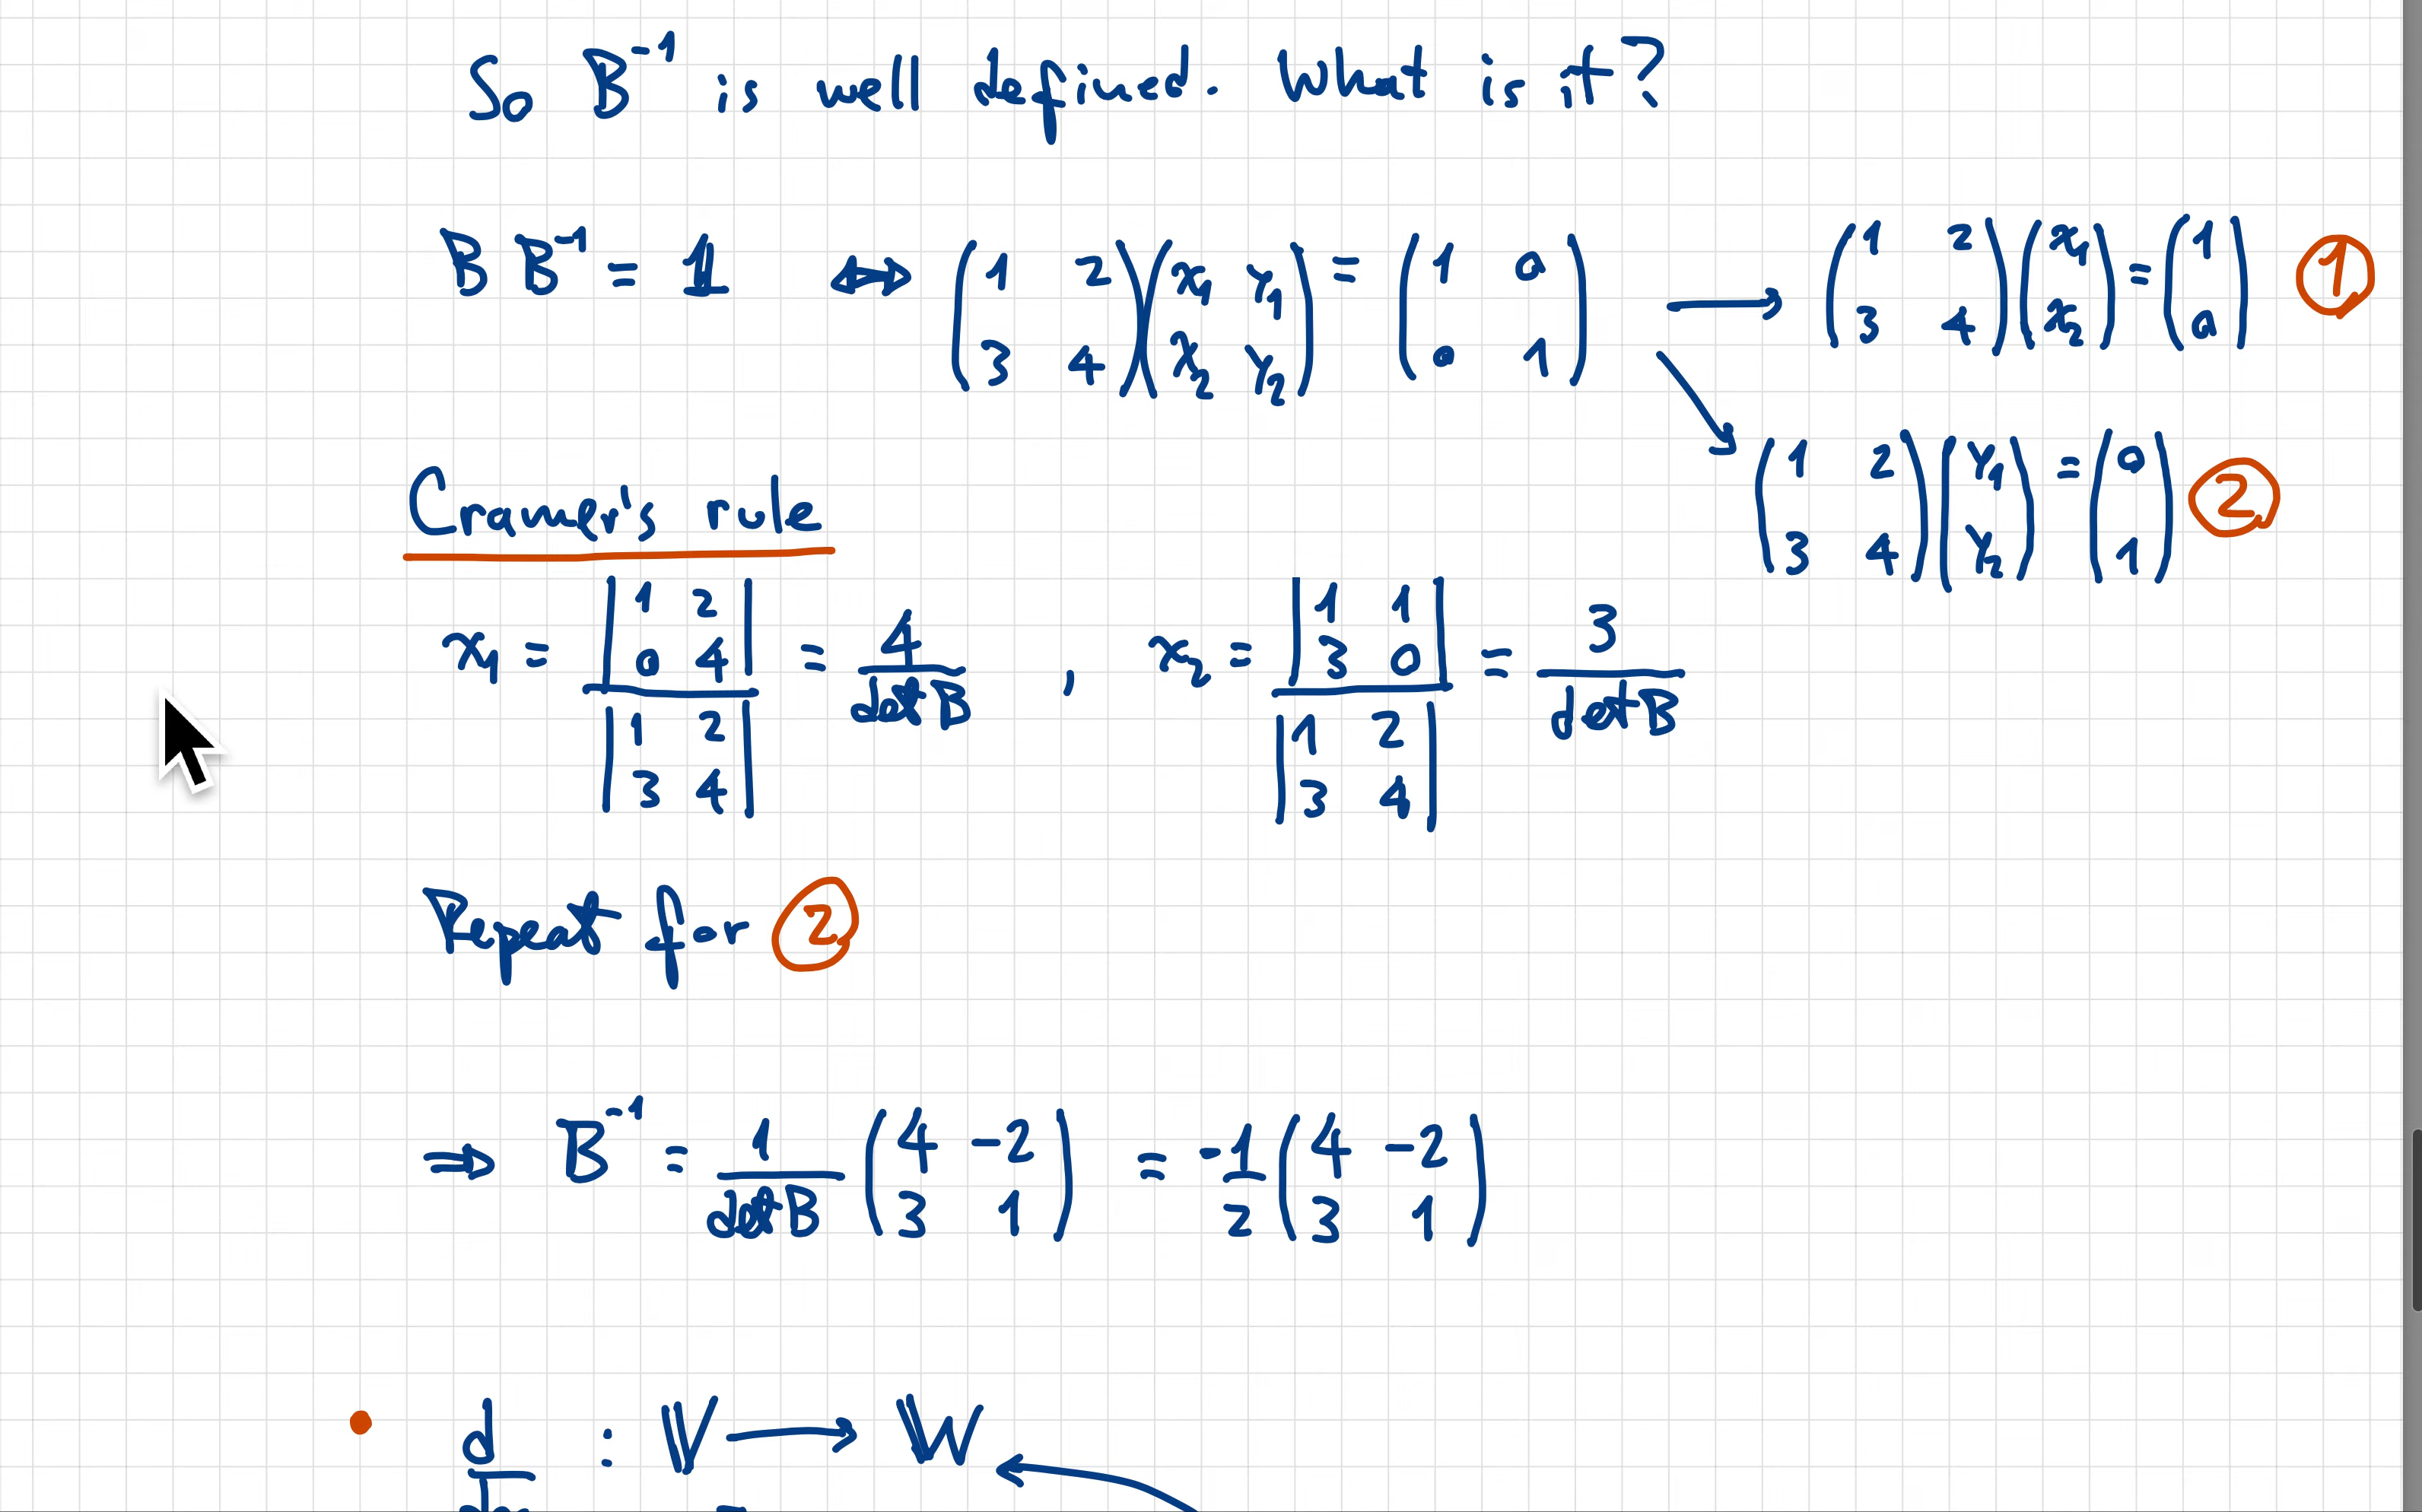 So B⁻¹ is well defined. What is it?
B B⁻¹ = 𝟙 ⟷ (1 2; 3 4)(x₁ y₁; x₂ y₂) = (1 0; 0 1) ⟶ (1 2; 3 4)(x₁; x₂) = (1; 0) ①
↘ (1 2; 3 4)(y₁; y₂) = (0; 1) ②
Cramer's rule
x₁ = |1 2; 0 4| / |1 2; 3 4| = 4 / det B , x₂ = |1 1; 3 0| / |1 2; 3 4| = 3 / det B
Repeat for ②
⇒ B⁻¹ = 1 / det B (4 -2; 3 1) = -1/2 (4 -2; 3 1)
• d : V ⟶ W